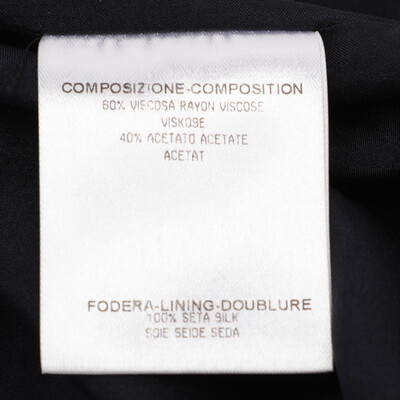 COMPOSIZIONE-COMPOSITION
60% VISCOSA RAYON VISCOSE
VISKOSE
40% ACETATO ACETATE
ACETAT
FODERA-LINING-DOUBLURE
100% SETA SILK
SOIE SEIDE SEDA